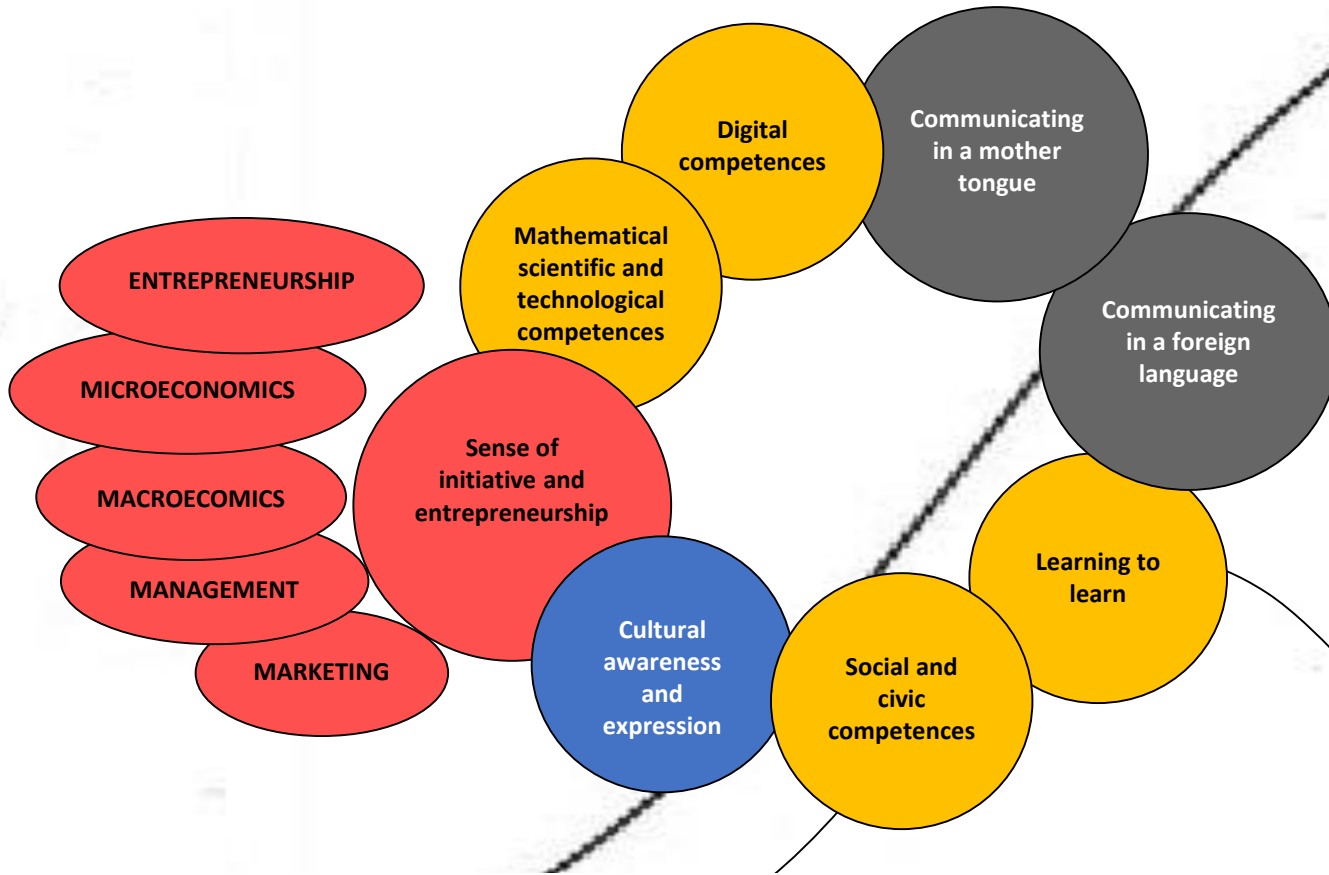 Digital
competences
Communicating
in a mother
tongue
Mathematical
scientific and
technological
competences
ENTREPRENEURSHIP
Communicating
in a foreign
language
MICROECONOMICS
Sense of
initiative and
entrepreneurship
MACROECOMICS
Learning to
learn
MANAGEMENT
Cultural
awareness
and
expression
MARKETING
Social and
civic
competences